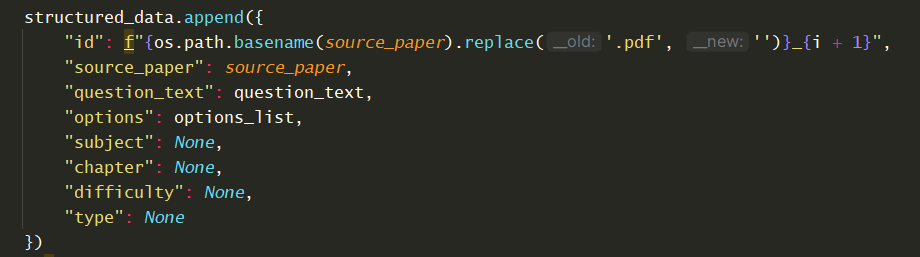 structured_data.append({
    "id": f"{os.path.basename(source_paper).replace( __old: '.pdf', __new: '')}_{i + 1}",
    "source_paper": source_paper,
    "question_text": question_text,
    "options": options_list,
    "subject": None,
    "chapter": None,
    "difficulty": None,
    "type": None
})